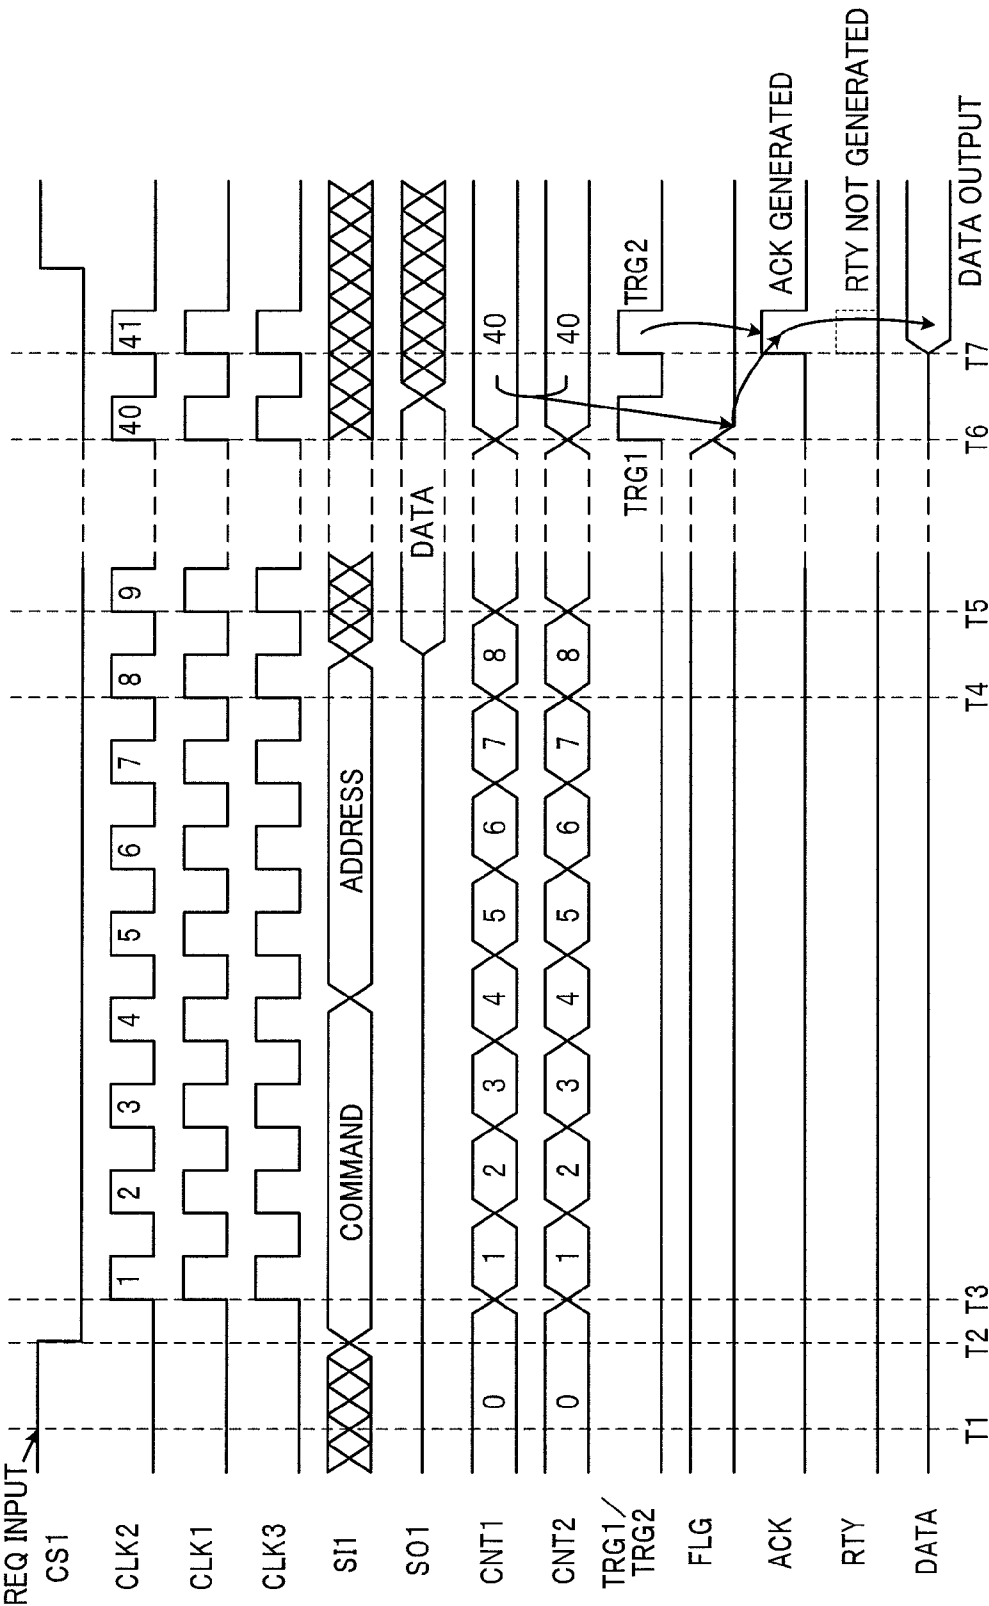 REQ INPUT
CS1
CLK2 1 2 3 4 5 6 7 8 9 40 41
CLK1
CLK3
SI1 COMMAND ADDRESS
SO1 DATA
CNT1 0 1 2 3 4 5 6 7 8 40
CNT2 0 1 2 3 4 5 6 7 8 40
TRG1/
TRG2
TRG1 TRG2
FLG
ACK ACK GENERATED
RTY RTY NOT GENERATED
DATA
DATA OUTPUT
T1 T2 T3 T4 T5 T6 T7